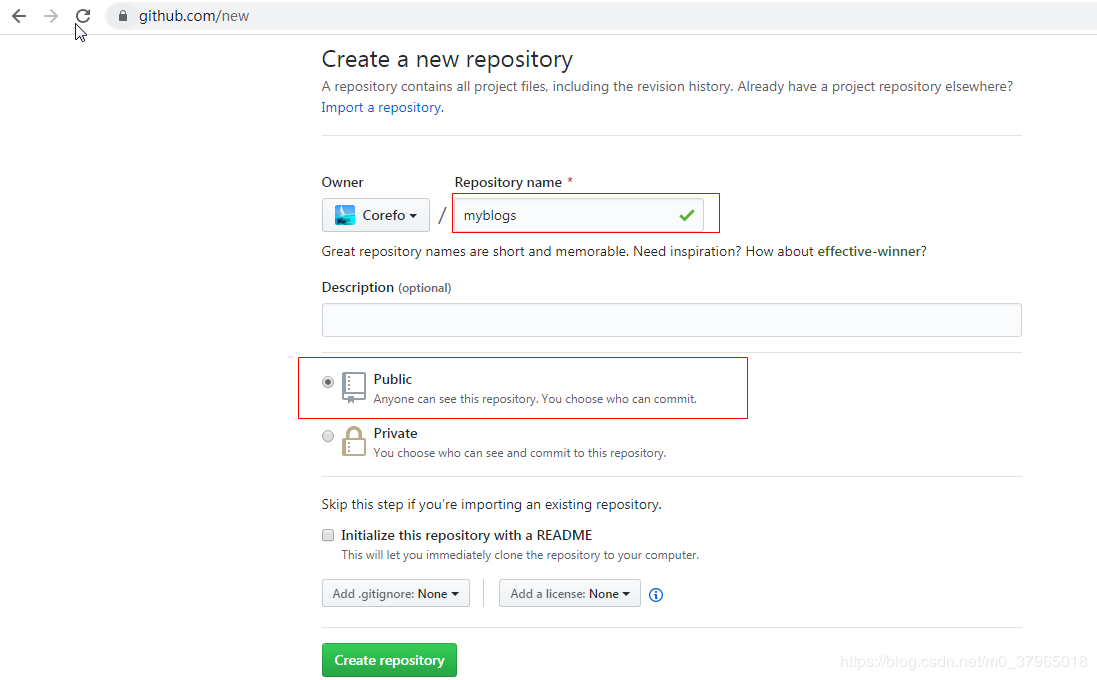 github.com/new
Create a new repository
A repository contains all project files, including the revision history. Already have a project repository elsewhere?
Import a repository.
Owner
Repository name *
Corefo
/
myblogs
Great repository names are short and memorable. Need inspiration? How about effective-winner?
Description (optional)
Public
Anyone can see this repository. You choose who can commit.
Private
You choose who can see and commit to this repository.
Skip this step if you’re importing an existing repository.
Initialize this repository with a README
This will let you immediately clone the repository to your computer.
Add .gitignore: None
Add a license: None
Create repository
https://blog.csdn.net/m0_37965018